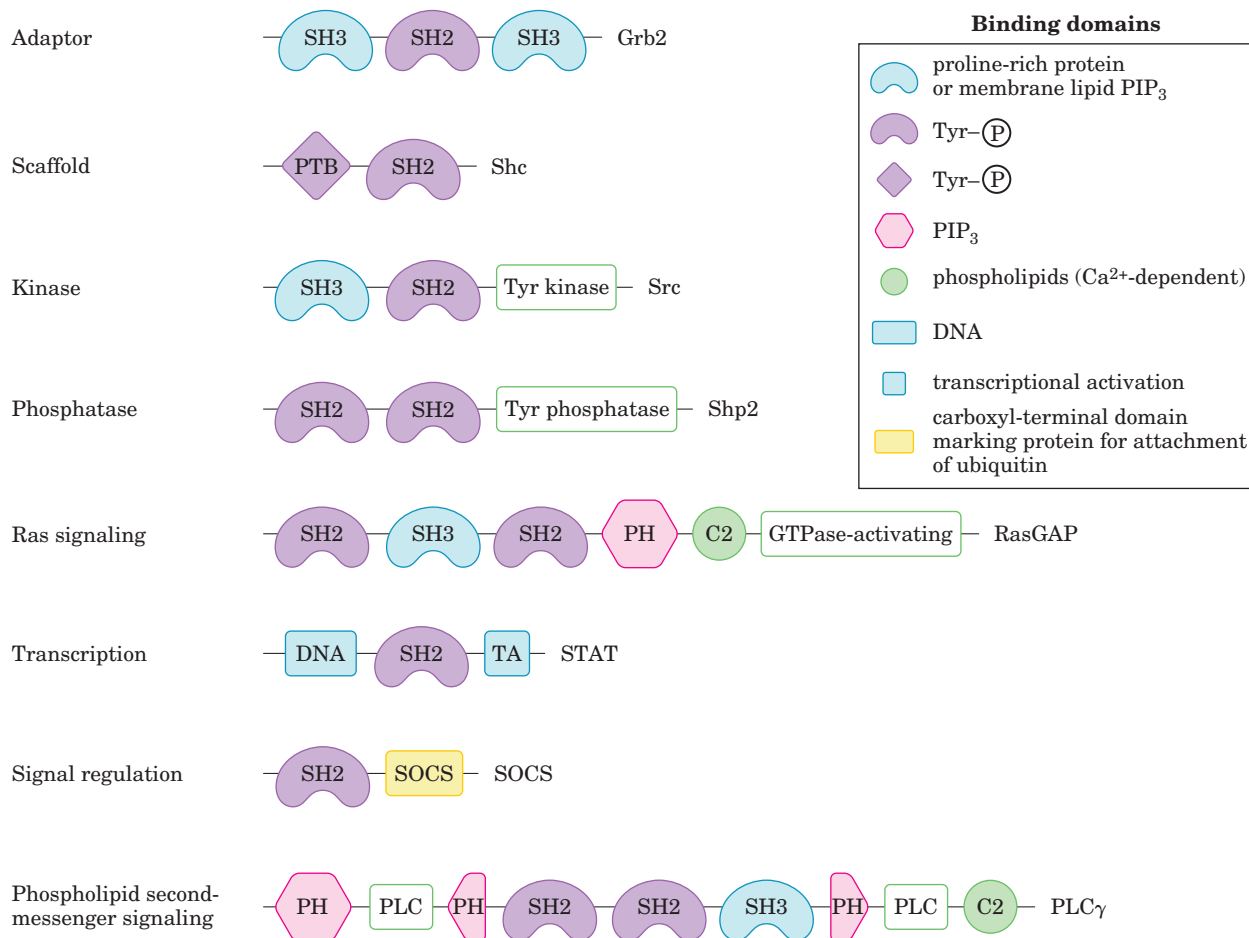 Adaptor
SH3 SH2 SH3 Grb2
Scaffold
PTB SH2 Shc
Kinase
SH3 SH2 Tyr kinase Src
Phosphatase
SH2 SH2 Tyr phosphatase Shp2
Ras signaling
SH2 SH3 SH2 PH C2 GTPase-activating RasGAP
Transcription
DNA SH2 TA STAT
Signal regulation
SH2 SOCS SOCS
Phospholipid second-
messenger signaling
PH PLC PH SH2 SH2 SH3 PH PLC C2 PLCγ
Binding domains
proline-rich protein
or membrane lipid PIP₃
Tyr–Ⓟ
Tyr–Ⓟ
PIP₃
phospholipids (Ca²⁺-dependent)
DNA
transcriptional activation
carboxyl-terminal domain
marking protein for attachment
of ubiquitin